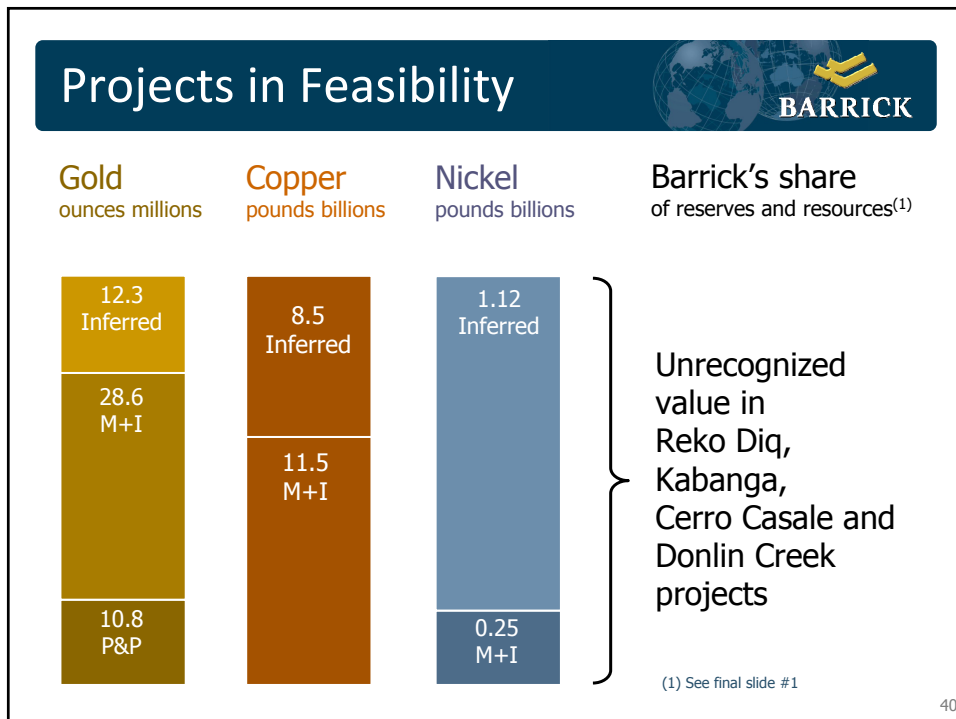 Projects in Feasibility
BARRICK
Gold
ounces millions
Copper
pounds billions
Nickel
pounds billions
Barrick’s share
of reserves and resources(1)
12.3
Inferred
28.6
M+I
10.8
P&P
8.5
Inferred
11.5
M+I
1.12
Inferred
0.25
M+I
Unrecognized
value in
Reko Diq,
Kabanga,
Cerro Casale and
Donlin Creek
projects
(1) See final slide #1
40